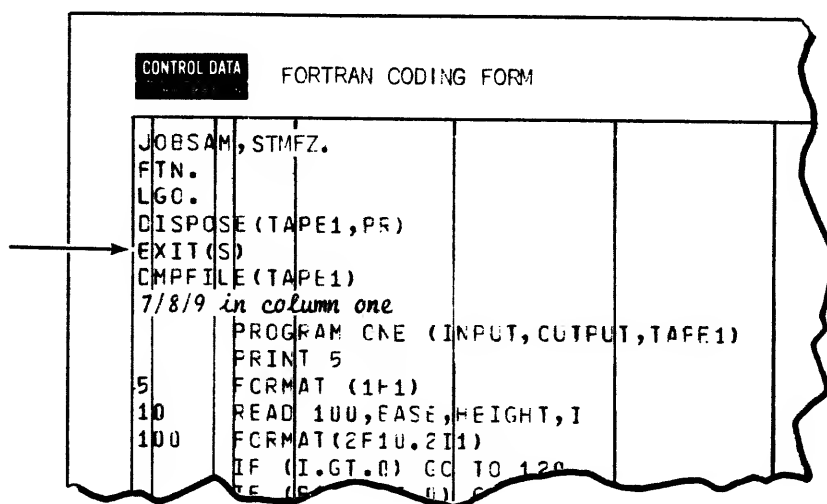 CONTROL DATA
FORTRAN CODING FORM
JOBSAM,STMFZ.
FTN.
LGO.
DISPOSE(TAPE1,PR)
EXIT(S)
DMPFILE(TAPE1)
7/8/9 in column one
PROGRAM ONE (INPUT,OUTPUT,TAPE1)
PRINT 5
5 FORMAT (1H1)
10 READ 100,BASE,HEIGHT,I
100 FORMAT(2F10.2I1)
IF (I.GT.0) GO TO 120